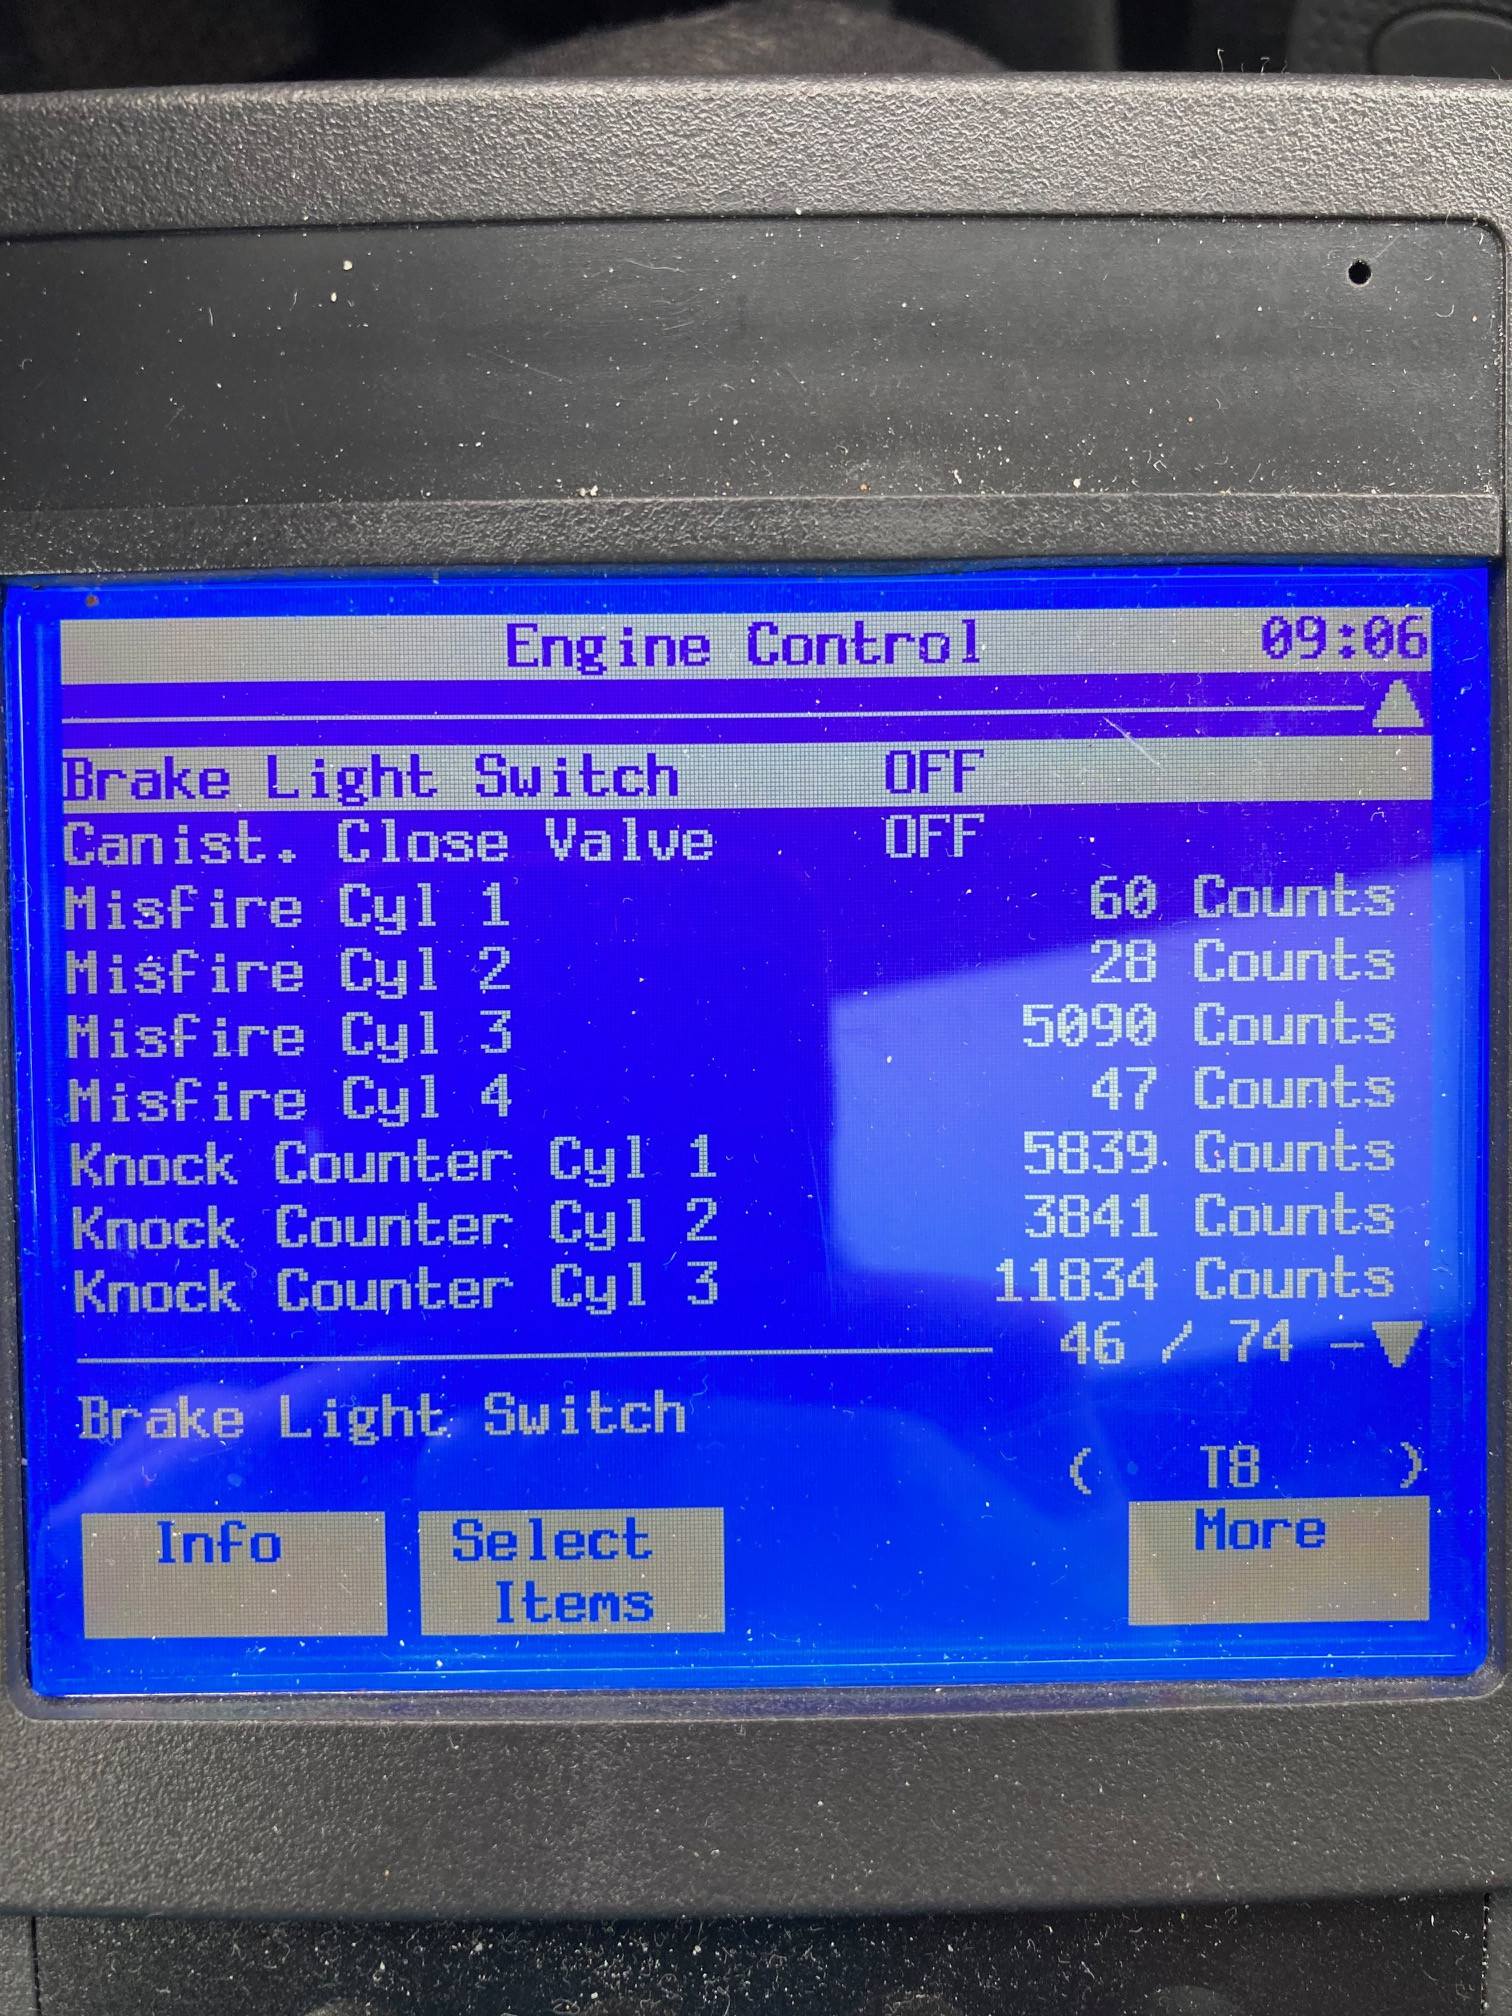 Engine Control 09:06
Brake Light Switch OFF
Canist. Close Valve OFF
Misfire Cyl 1 60 Counts
Misfire Cyl 2 28 Counts
Misfire Cyl 3 5090 Counts
Misfire Cyl 4 47 Counts
Knock Counter Cyl 1 5839 Counts
Knock Counter Cyl 2 3841 Counts
Knock Counter Cyl 3 11834 Counts
46 / 74
Brake Light Switch
( T8 )
Info Select Items More